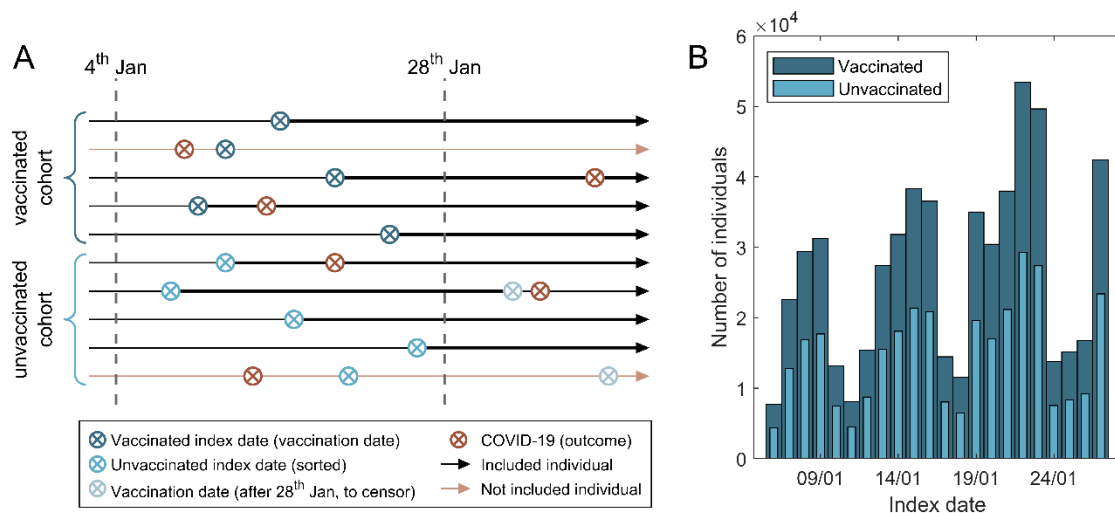 A
4th Jan
28th Jan
vaccinated
cohort
unvaccinated
cohort
Vaccinated index date (vaccination date)
Unvaccinated index date (sorted)
Vaccination date (after 28th Jan, to censor)
COVID-19 (outcome)
Included individual
Not included individual
B
×10^4
6
5
4
3
2
1
0
Number of individuals
Vaccinated
Unvaccinated
09/01 14/01 19/01 24/01
Index date